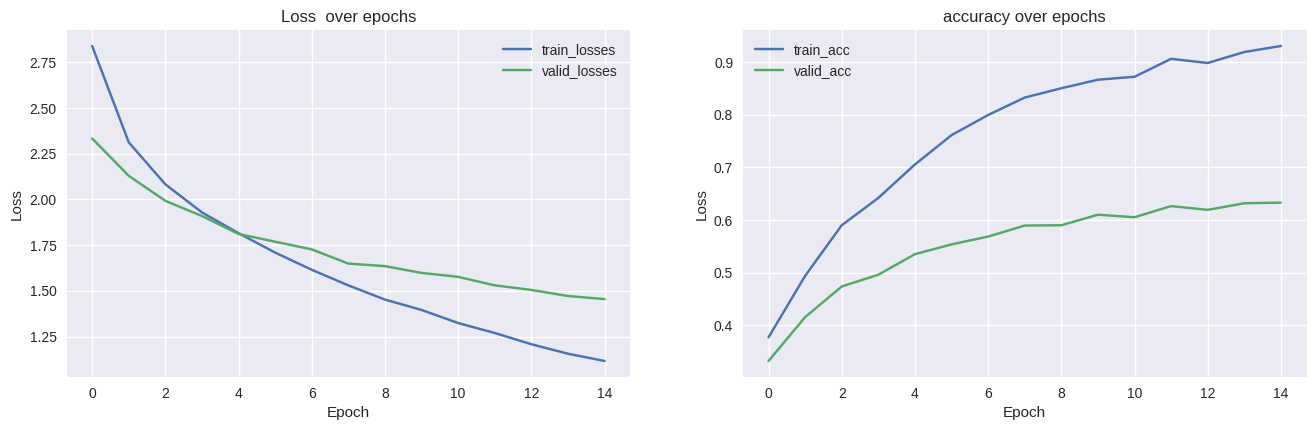 Loss  over epochs
train_losses
valid_losses
2.75
2.50
2.25
2.00
1.75
1.50
1.25
Loss
0 2 4 6 8 10 12 14
Epoch
accuracy over epochs
train_acc
valid_acc
0.9
0.8
0.7
0.6
0.5
0.4
Loss
0 2 4 6 8 10 12 14
Epoch